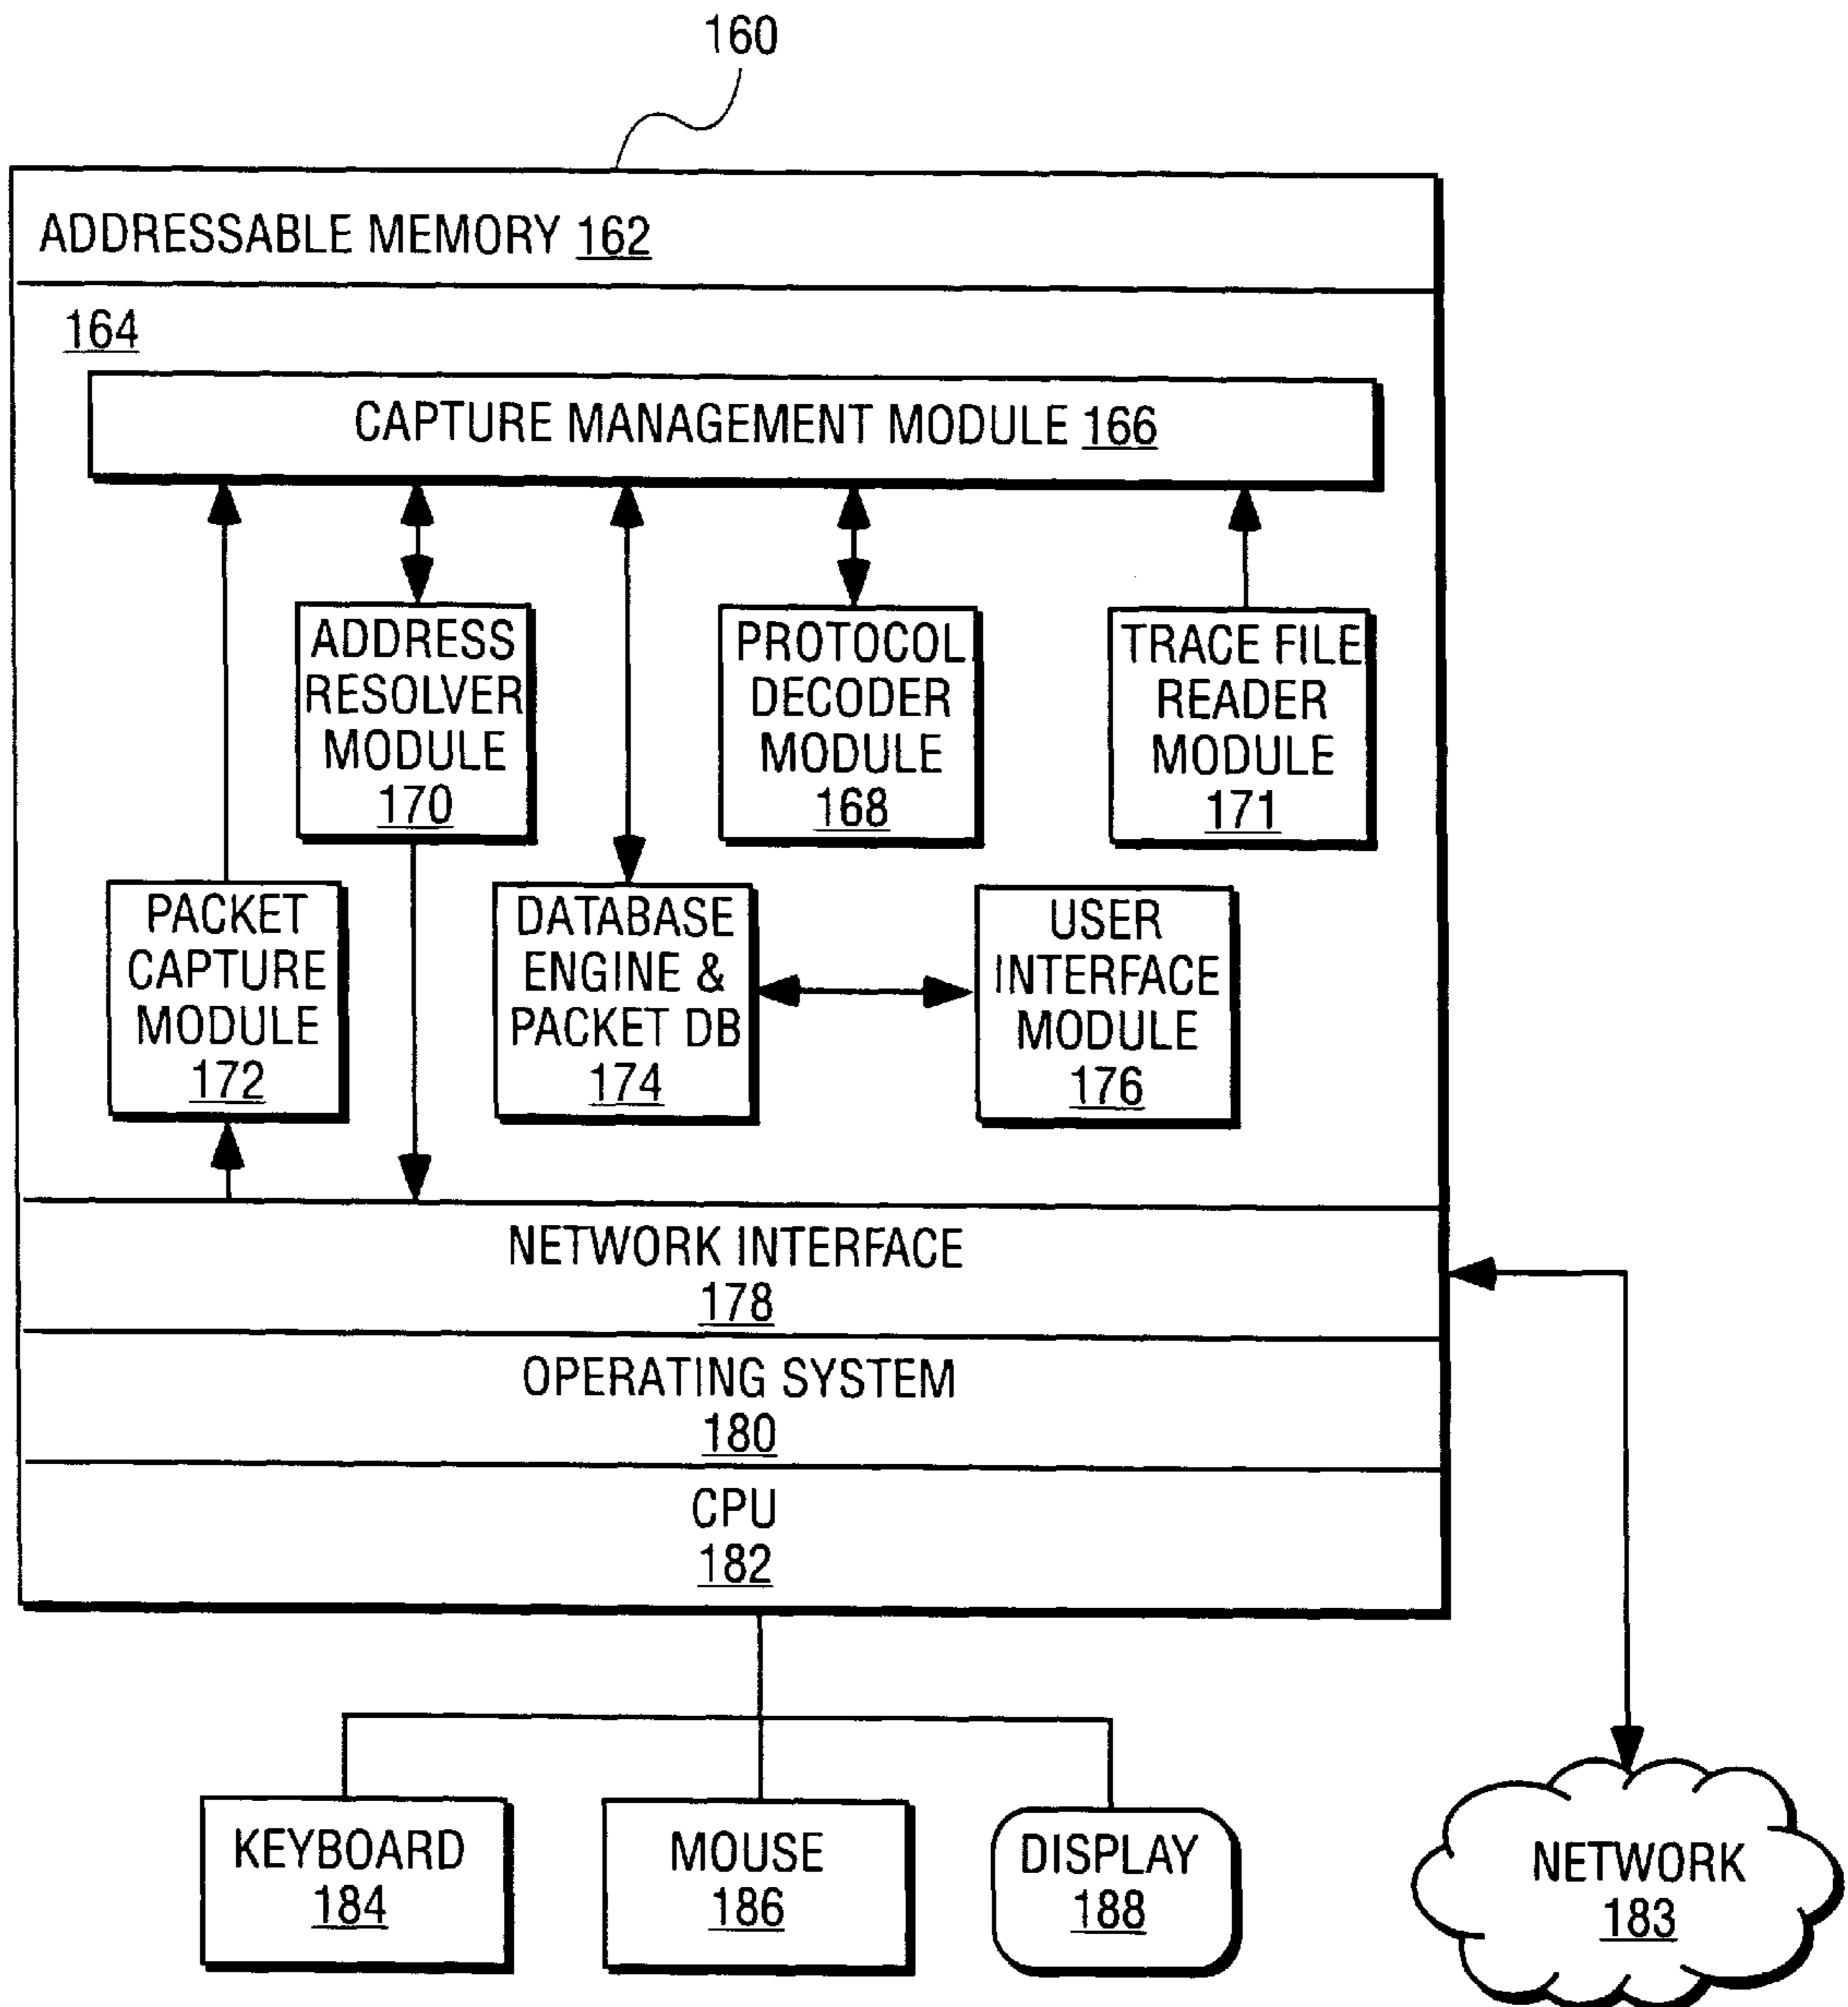 160
ADDRESSABLE MEMORY 162
164
CAPTURE MANAGEMENT MODULE 166
ADDRESS
RESOLVER
MODULE
170
PROTOCOL
DECODER
MODULE
168
TRACE FILE
READER
MODULE
171
PACKET
CAPTURE
MODULE
172
DATABASE
ENGINE &
PACKET DB
174
USER
INTERFACE
MODULE
176
NETWORK INTERFACE
178
OPERATING SYSTEM
180
CPU
182
KEYBOARD
184
MOUSE
186
DISPLAY
188
NETWORK
183